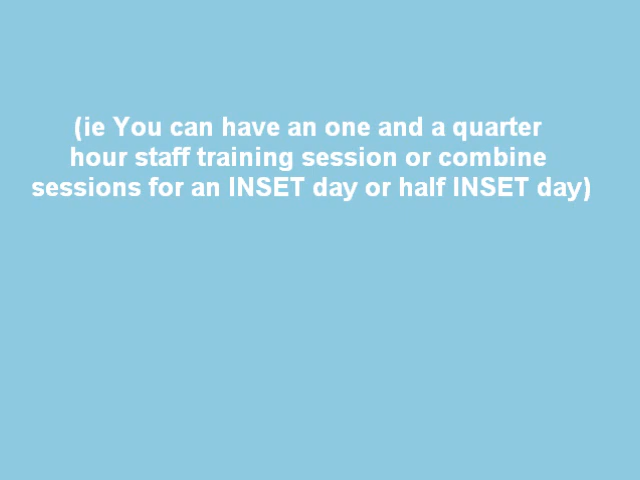 (ie You can have an one and a quarter
hour staff training session or combine
sessions for an INSET day or half INSET day)